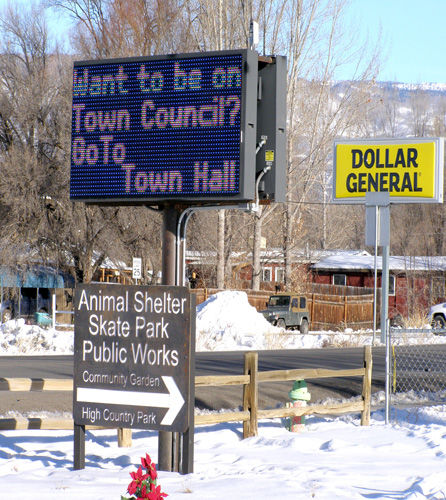 Want to be on
Town Council?
GoTo
Town Hall
DOLLAR
GENERAL
Animal Shelter
Skate Park
Public Works
Community Garden
High Country Park
25